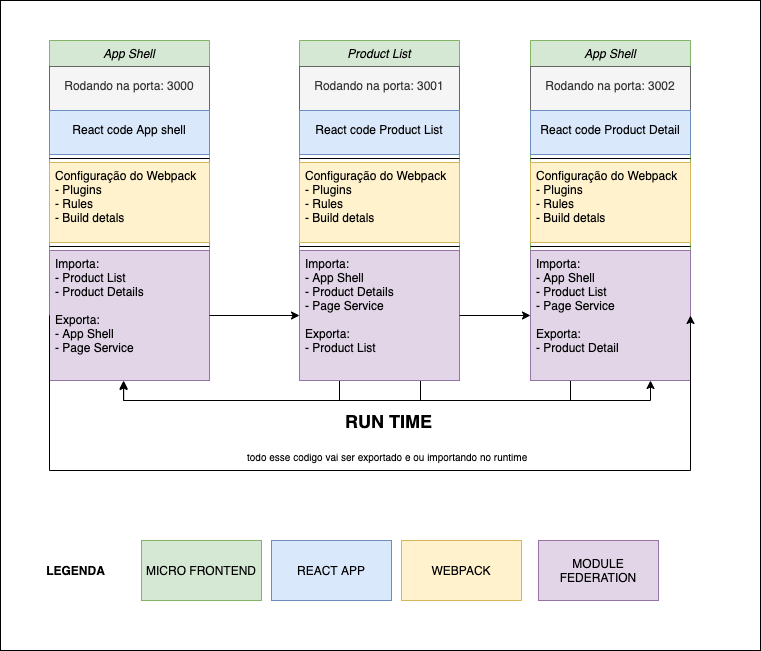 App Shell
Rodando na porta: 3000
React code App shell
Configuração do Webpack
- Plugins
- Rules
- Build detals
Importa:
- Product List
- Product Details
Exporta:
- App Shell
- Page Service
Product List
Rodando na porta: 3001
React code Product List
Configuração do Webpack
- Plugins
- Rules
- Build detals
Importa:
- App Shell
- Product Details
- Page Service
Exporta:
- Product List
App Shell
Rodando na porta: 3002
React code Product Detail
Configuração do Webpack
- Plugins
- Rules
- Build detals
Importa:
- App Shell
- Product List
- Page Service
Exporta:
- Product Detail
RUN TIME
todo esse codigo vai ser exportado e ou importando no runtime
LEGENDA
MICRO FRONTEND
REACT APP
WEBPACK
MODULE
FEDERATION